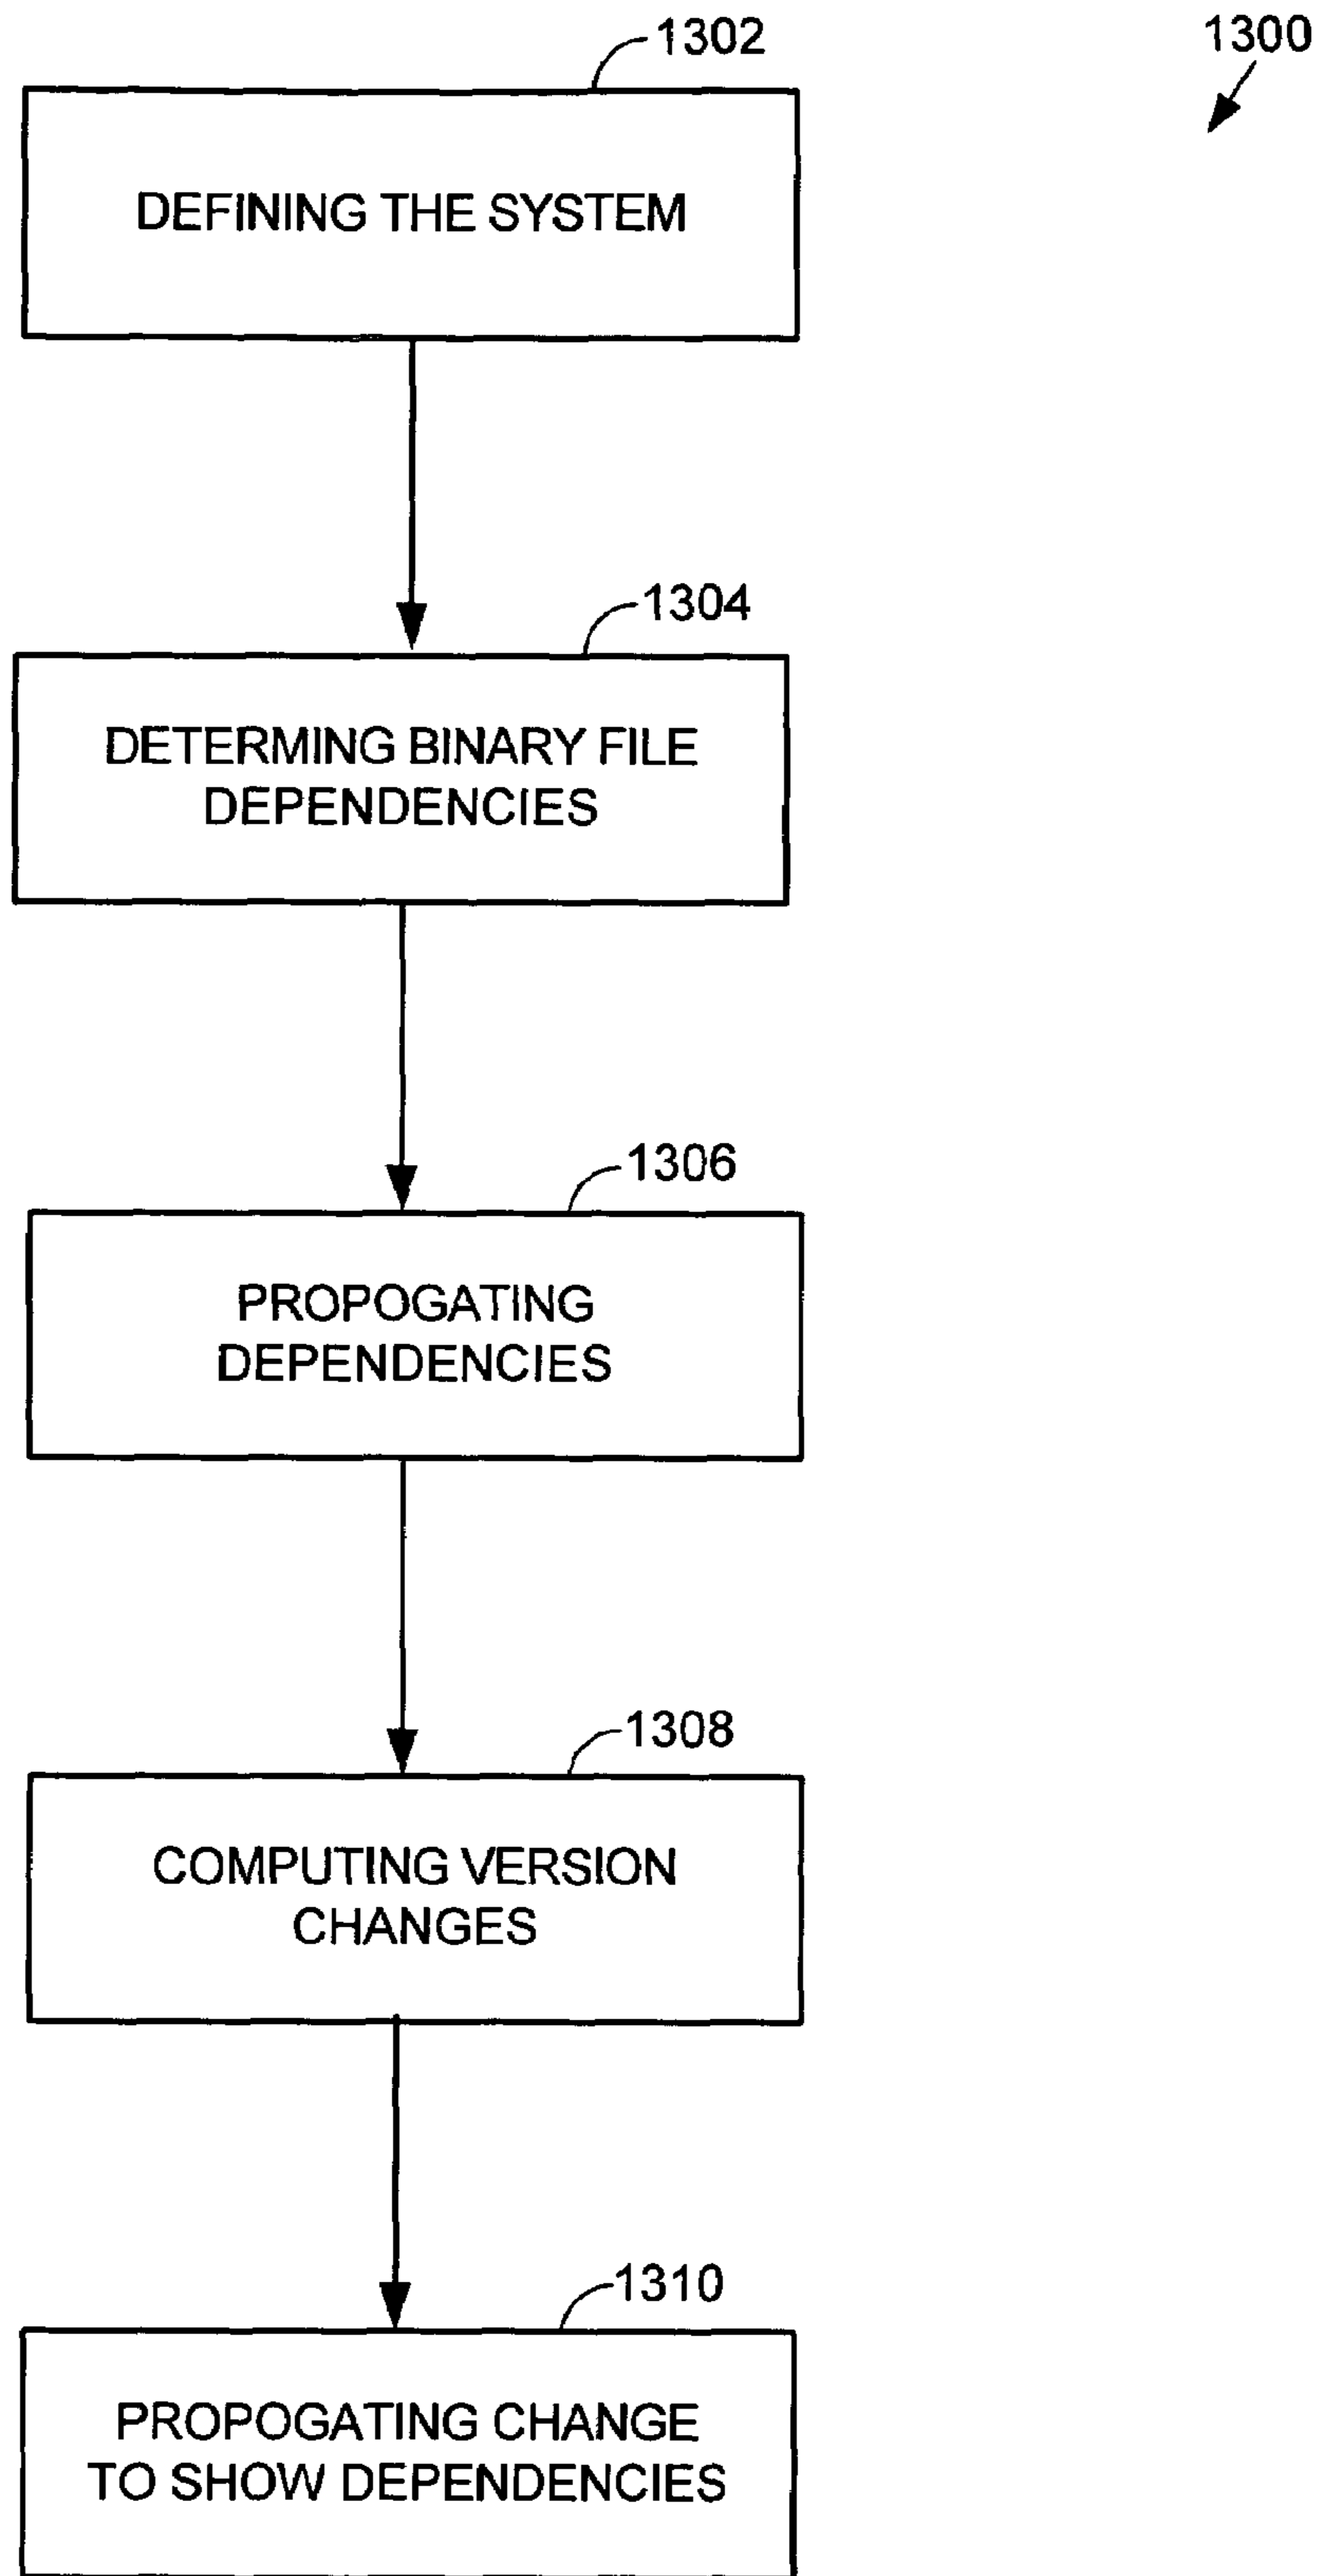 1302
1300
DEFINING THE SYSTEM
1304
DETERMING BINARY FILE
DEPENDENCIES
1306
PROPOGATING
DEPENDENCIES
1308
COMPUTING VERSION
CHANGES
1310
PROPOGATING CHANGE
TO SHOW DEPENDENCIES